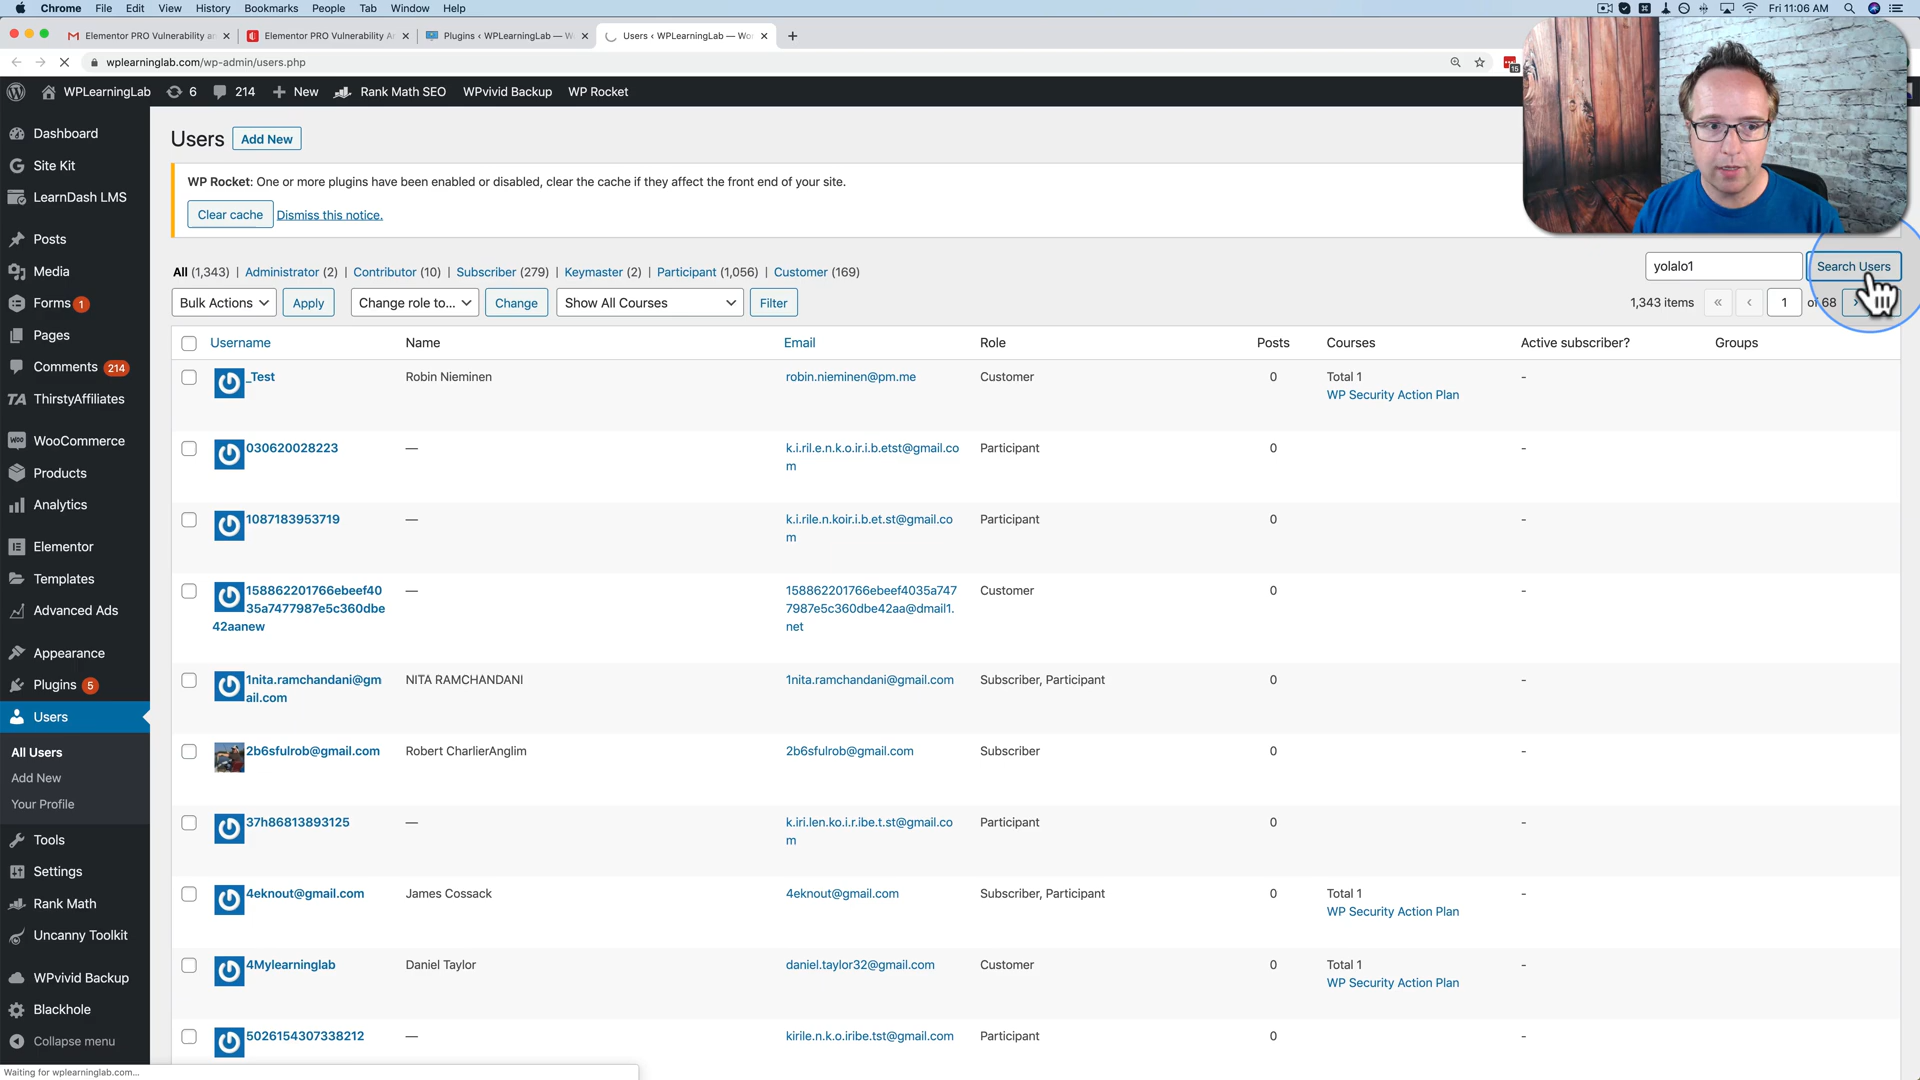 Chrome File Edit View History Bookmarks People Tab Window Help
Fri 11:06 AM
Elementor PRO Vulnerability a
Elementor PRO Vulnerability A
Plugins ‹ WPLearningLab — W
Users ‹ WPLearningLab — Wo
wplearninglab.com/wp-admin/users.php
15
WPLearningLab 6 214 New Rank Math SEO WPvivid Backup WP Rocket
Dashboard
Site Kit
LearnDash LMS
Posts
Media
Forms 1
Pages
Comments 214
TA ThirstyAffiliates
WooCommerce
Products
Analytics
Elementor
Templates
Advanced Ads
Appearance
Plugins 5
Users
All Users
Add New
Your Profile
Tools
Settings
Rank Math
Uncanny Toolkit
WPvivid Backup
Blackhole
Collapse menu
Users Add New
WP Rocket: One or more plugins have been enabled or disabled, clear the cache if they affect the front end of your site.
Clear cache Dismiss this notice.
All (1,343) | Administrator (2) | Contributor (10) | Subscriber (279) | Keymaster (2) | Participant (1,056) | Customer (169)
yolalo1 Search Users
Bulk Actions Apply Change role to... Change Show All Courses Filter
1,343 items « ‹ 1 of 68 ›
Username Name Email Role Posts Courses Active subscriber? Groups
_Test Robin Nieminen robin.nieminen@pm.me Customer 0 Total 1 -
WP Security Action Plan
030620028223 — k.i.ril.e.n.k.o.ir.i.b.etst@gmail.co Participant 0 -
m
1087183953719 — k.i.rile.n.koir.i.b.et.st@gmail.co Participant 0 -
m
158862201766ebeef40 — 158862201766ebeef4035a747 Customer 0 -
35a7477987e5c360dbe 7987e5c360dbe42aa@dmail1.
42aanew net
1nita.ramchandani@gm NITA RAMCHANDANI 1nita.ramchandani@gmail.com Subscriber, Participant 0 -
ail.com
2b6sfulrob@gmail.com Robert CharlierAnglim 2b6sfulrob@gmail.com Subscriber 0 -
37h86813893125 — k.iri.len.ko.i.r.ibe.t.st@gmail.co Participant 0 -
m
4eknout@gmail.com James Cossack 4eknout@gmail.com Subscriber, Participant 0 Total 1 -
WP Security Action Plan
4Mylearninglab Daniel Taylor daniel.taylor32@gmail.com Customer 0 Total 1 -
WP Security Action Plan
5026154307338212 — kirile.n.k.o.iribe.tst@gmail.com Participant 0 -
Waiting for wplearninglab.com...